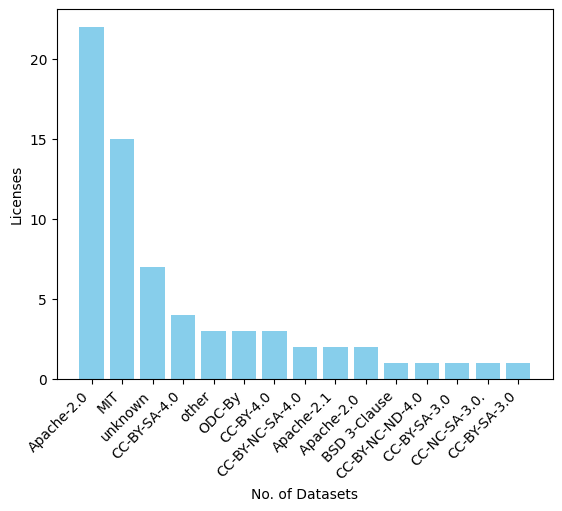 20
15
10
5
0
Licenses
Apache-2.0
MIT
unknown
CC-BY-SA-4.0
other
ODC-By
CC-BY-4.0
CC-BY-NC-SA-4.0
Apache-2.1
Apache-2.0
BSD 3-Clause
CC-BY-NC-ND-4.0
CC-BY-SA-3.0
CC-NC-SA-3.0.
CC-BY-SA-3.0
No. of Datasets